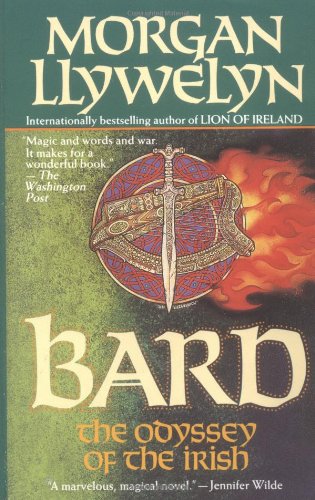 MORGAN
LLYWELYN
Internationally bestselling author of LION OF IRELAND
"Magic and words and war.
It makes for a
wonderful book."
— The
Washington
Post
BARD
the odyssey
of the irish
"A marvelous, magical novel." — Jennifer Wilde